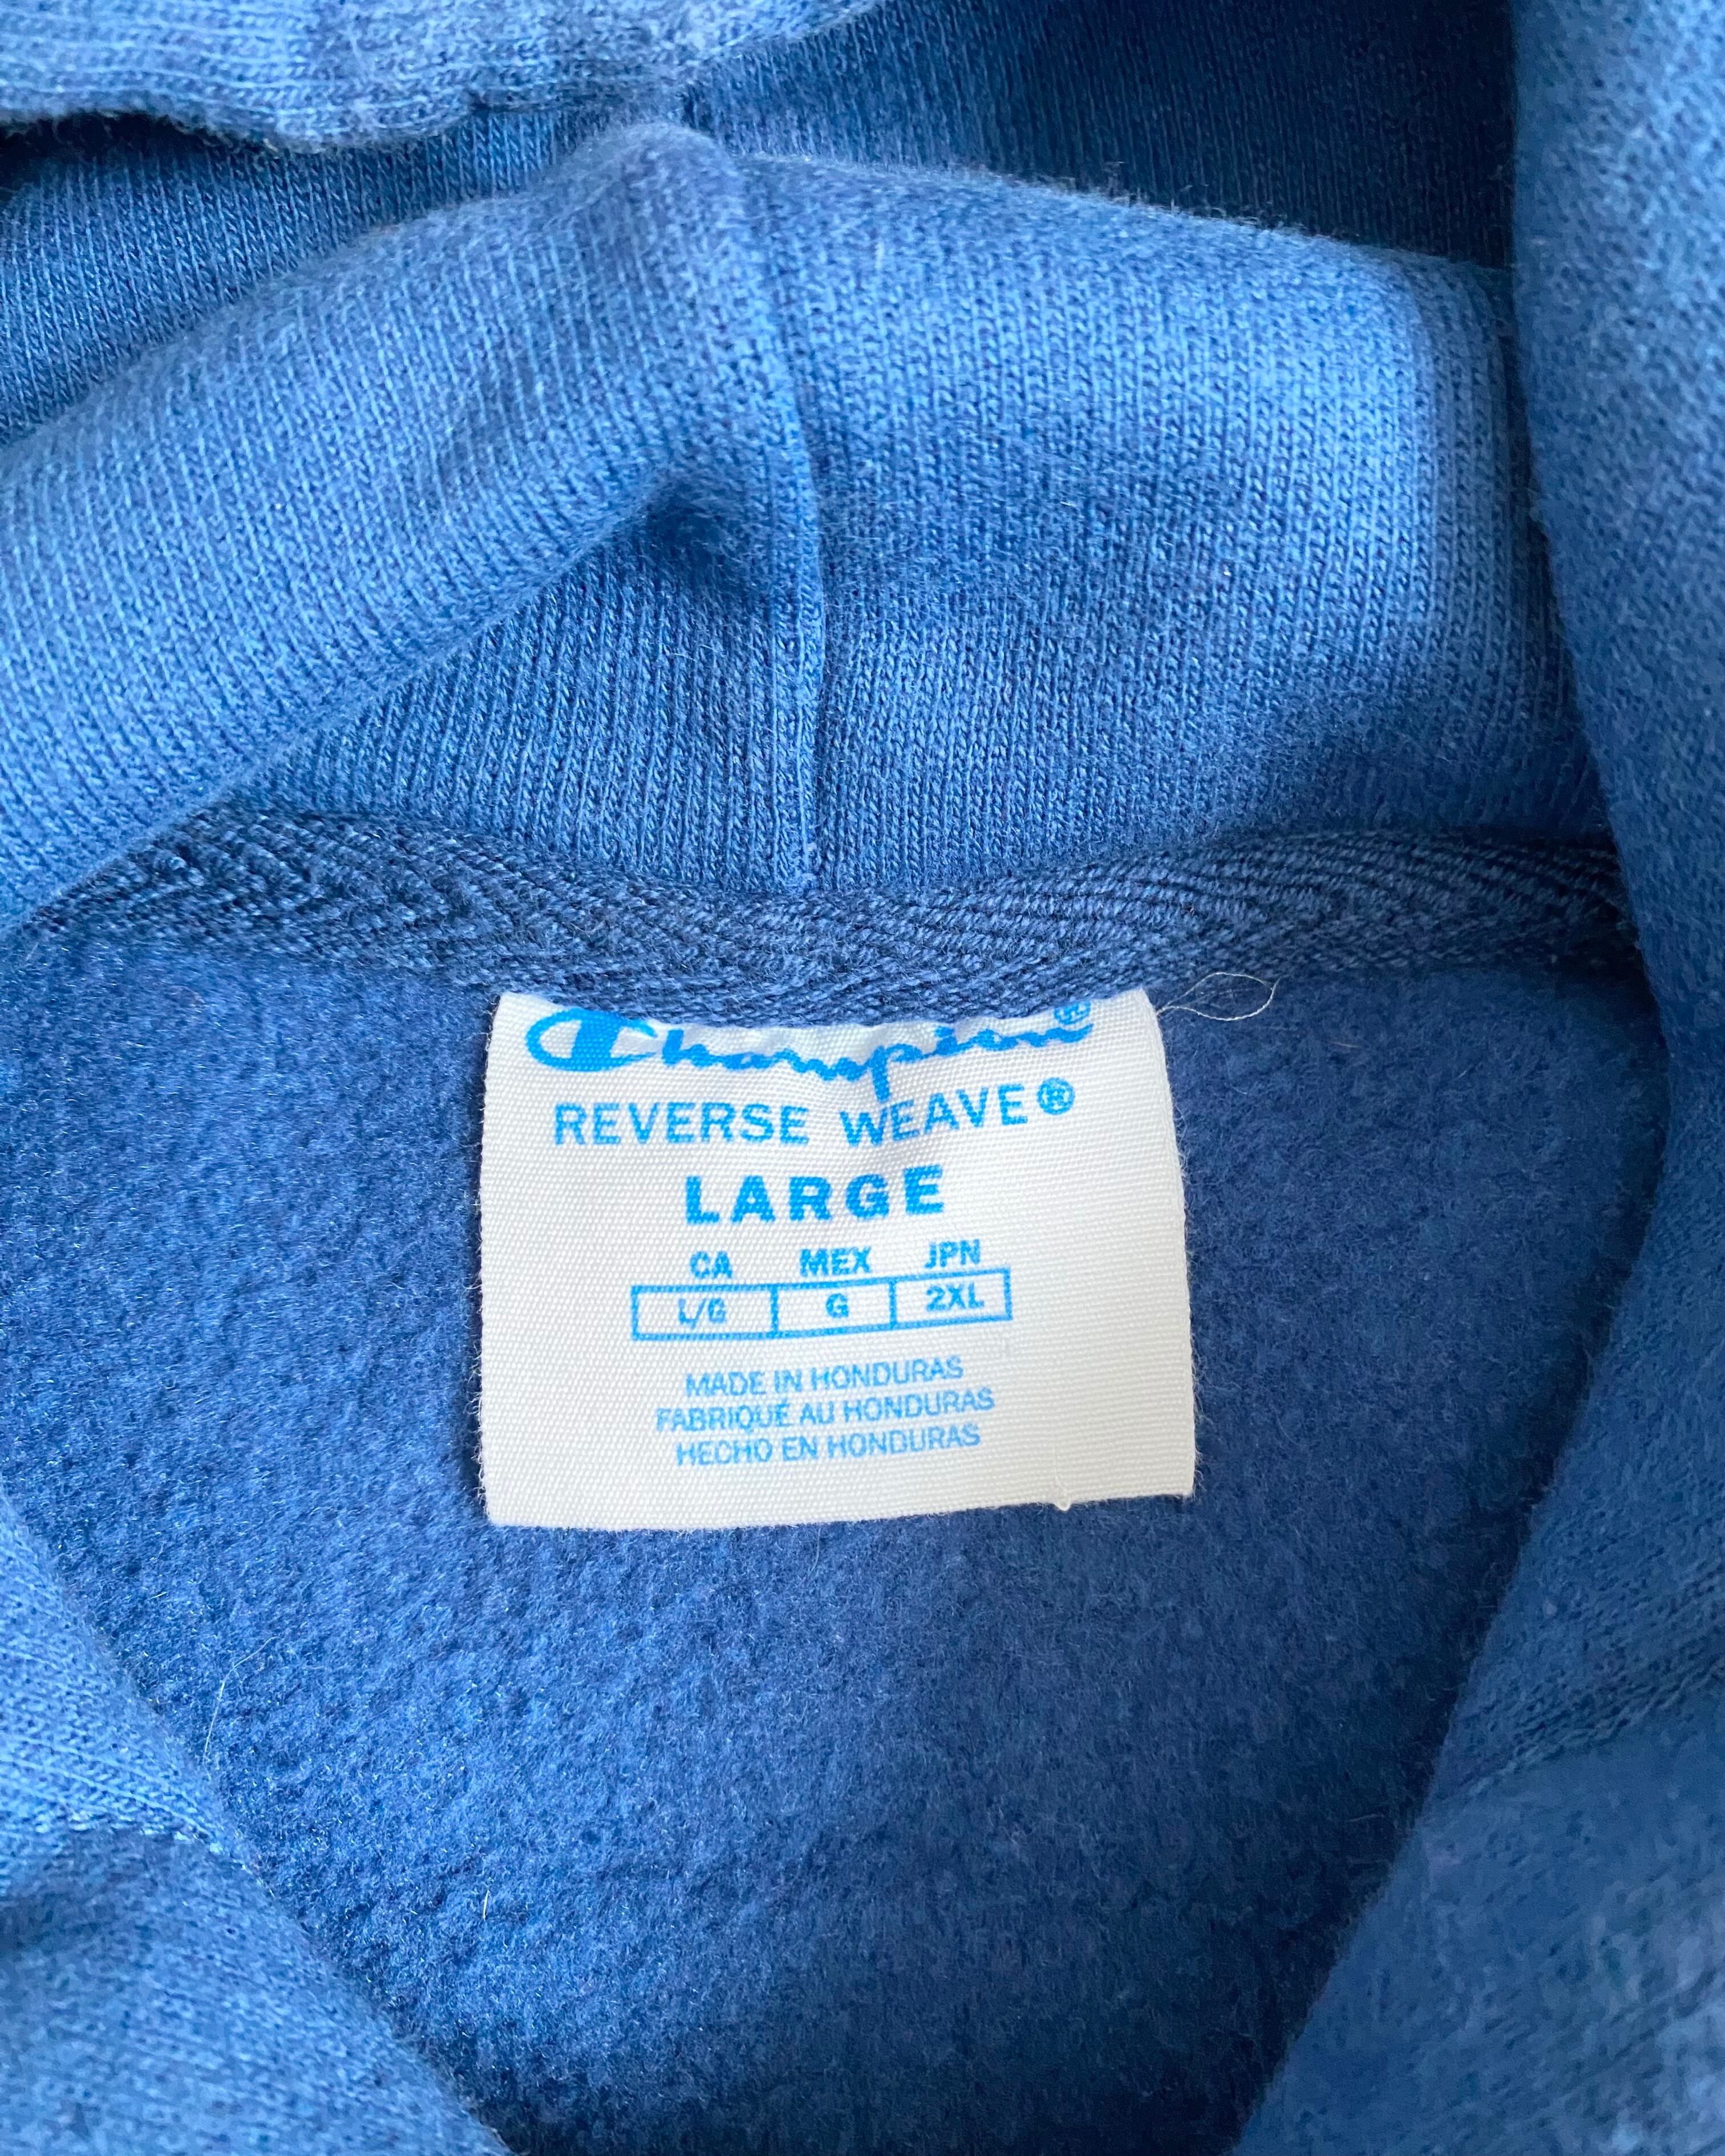 Champion®
REVERSE WEAVE®
LARGE
CA MEX JPN
L/G G 2XL
MADE IN HONDURAS
FABRIQUÉ AU HONDURAS
HECHO EN HONDURAS